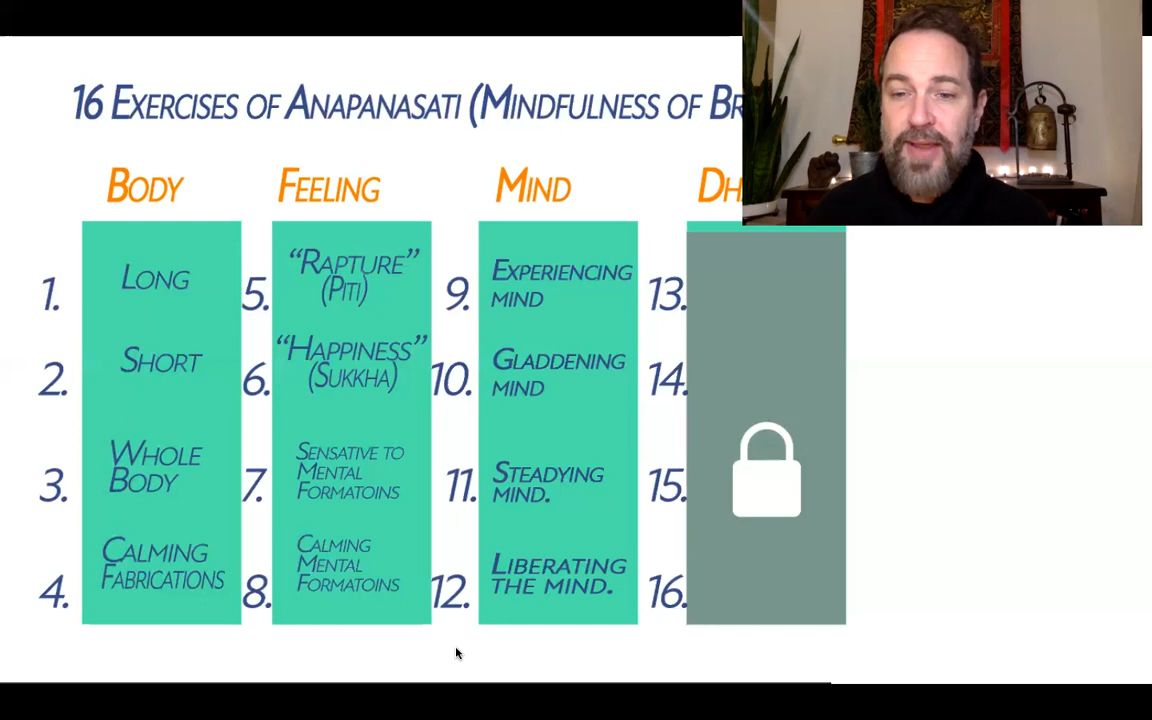 16 Exercises of Anapanasati (Mindfulness of Br
Body
Feeling
Mind
Dh
1.
Long
2.
Short
3.
Whole
Body
4.
Calming
Fabrications
5.
“Rapture”
(Piti)
6.
“Happiness”
(Sukkha)
7.
Sensative to
Mental
Formatoins
8.
Calming
Mental
Formatoins
9.
Experiencing
mind
10.
Gladdening
mind
11.
Steadying
mind.
12.
Liberating
the mind.
13.
14.
15.
16.